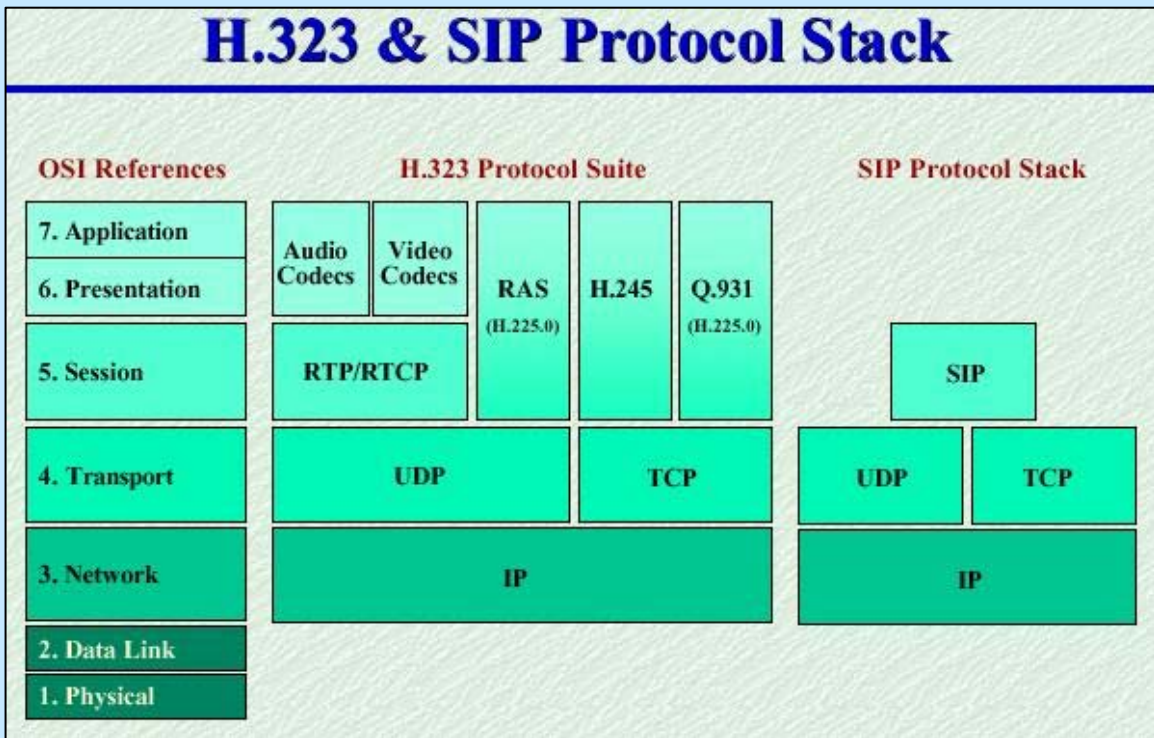 H.323 & SIP Protocol Stack
OSI References
H.323 Protocol Suite
SIP Protocol Stack
7. Application
6. Presentation
5. Session
4. Transport
3. Network
2. Data Link
1. Physical
Audio
Codecs
Video
Codecs
RAS
(H.225.0)
H.245
Q.931
(H.225.0)
RTP/RTCP
UDP
TCP
IP
SIP
UDP
TCP
IP